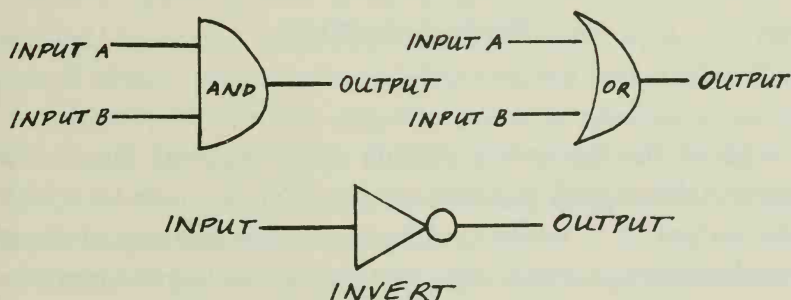 INPUT A
AND
OUTPUT
INPUT B
INPUT A
OR
OUTPUT
INPUT B
INPUT
OUTPUT
INVERT